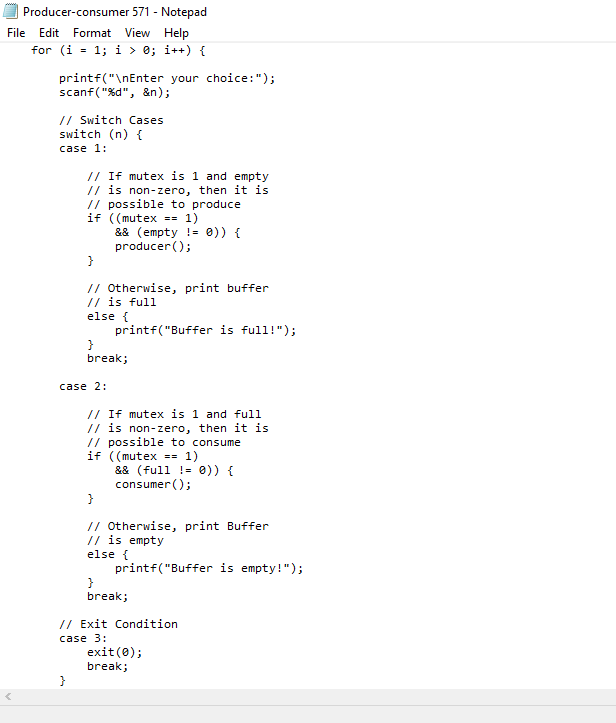 Producer-consumer 571 - Notepad
File Edit Format View Help
for (i = 1; i > 0; i++) {
printf("\nEnter your choice:");
scanf("%d", &n);
// Switch Cases
switch (n) {
case 1:
// If mutex is 1 and empty
// is non-zero, then it is
// possible to produce
if ((mutex == 1)
&& (empty != 0)) {
producer();
}
// Otherwise, print buffer
// is full
else {
printf("Buffer is full!");
}
break;
case 2:
// If mutex is 1 and full
// is non-zero, then it is
// possible to consume
if ((mutex == 1)
&& (full != 0)) {
consumer();
}
// Otherwise, print Buffer
// is empty
else {
printf("Buffer is empty!");
}
break;
// Exit Condition
case 3:
exit(0);
break;
}